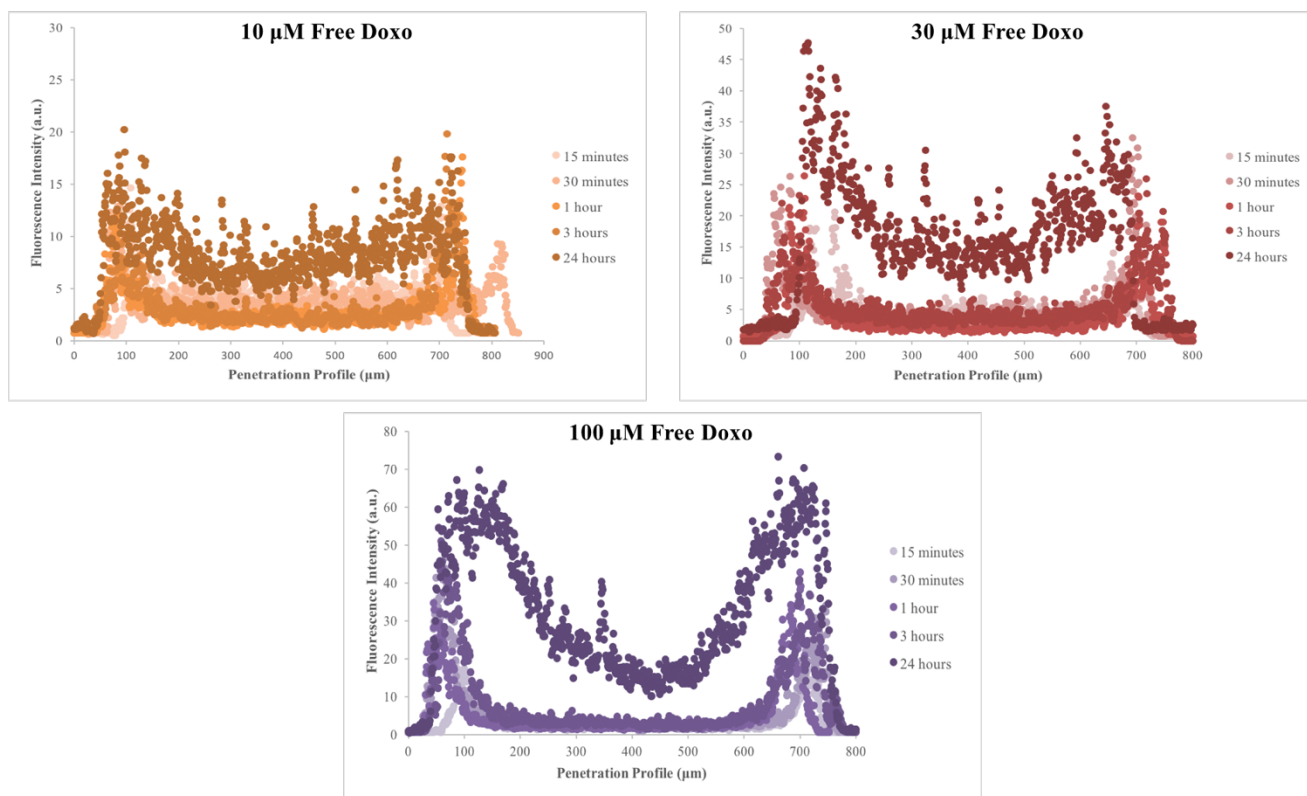 10 μM Free Doxo
30
25
20
15
10
5
0
0 100 200 300 400 500 600 700 800 900
Fluorescence Intensity (a.u.)
Penetrationn Profile (μm)
15 minutes
30 minutes
1 hour
3 hours
24 hours
30 μM Free Doxo
50
45
40
35
30
25
20
15
10
5
0
0 100 200 300 400 500 600 700 800
Fluorescence Intensity (a.u.)
Penetration Profile (μm)
15 minutes
30 minutes
1 hour
3 hours
24 hours
100 μM Free Doxo
80
70
60
50
40
30
20
10
0
0 100 200 300 400 500 600 700 800
Fluorescence Intensity (a.u.)
Penetration Profile (μm)
15 minutes
30 minutes
1 hour
3 hours
24 hours